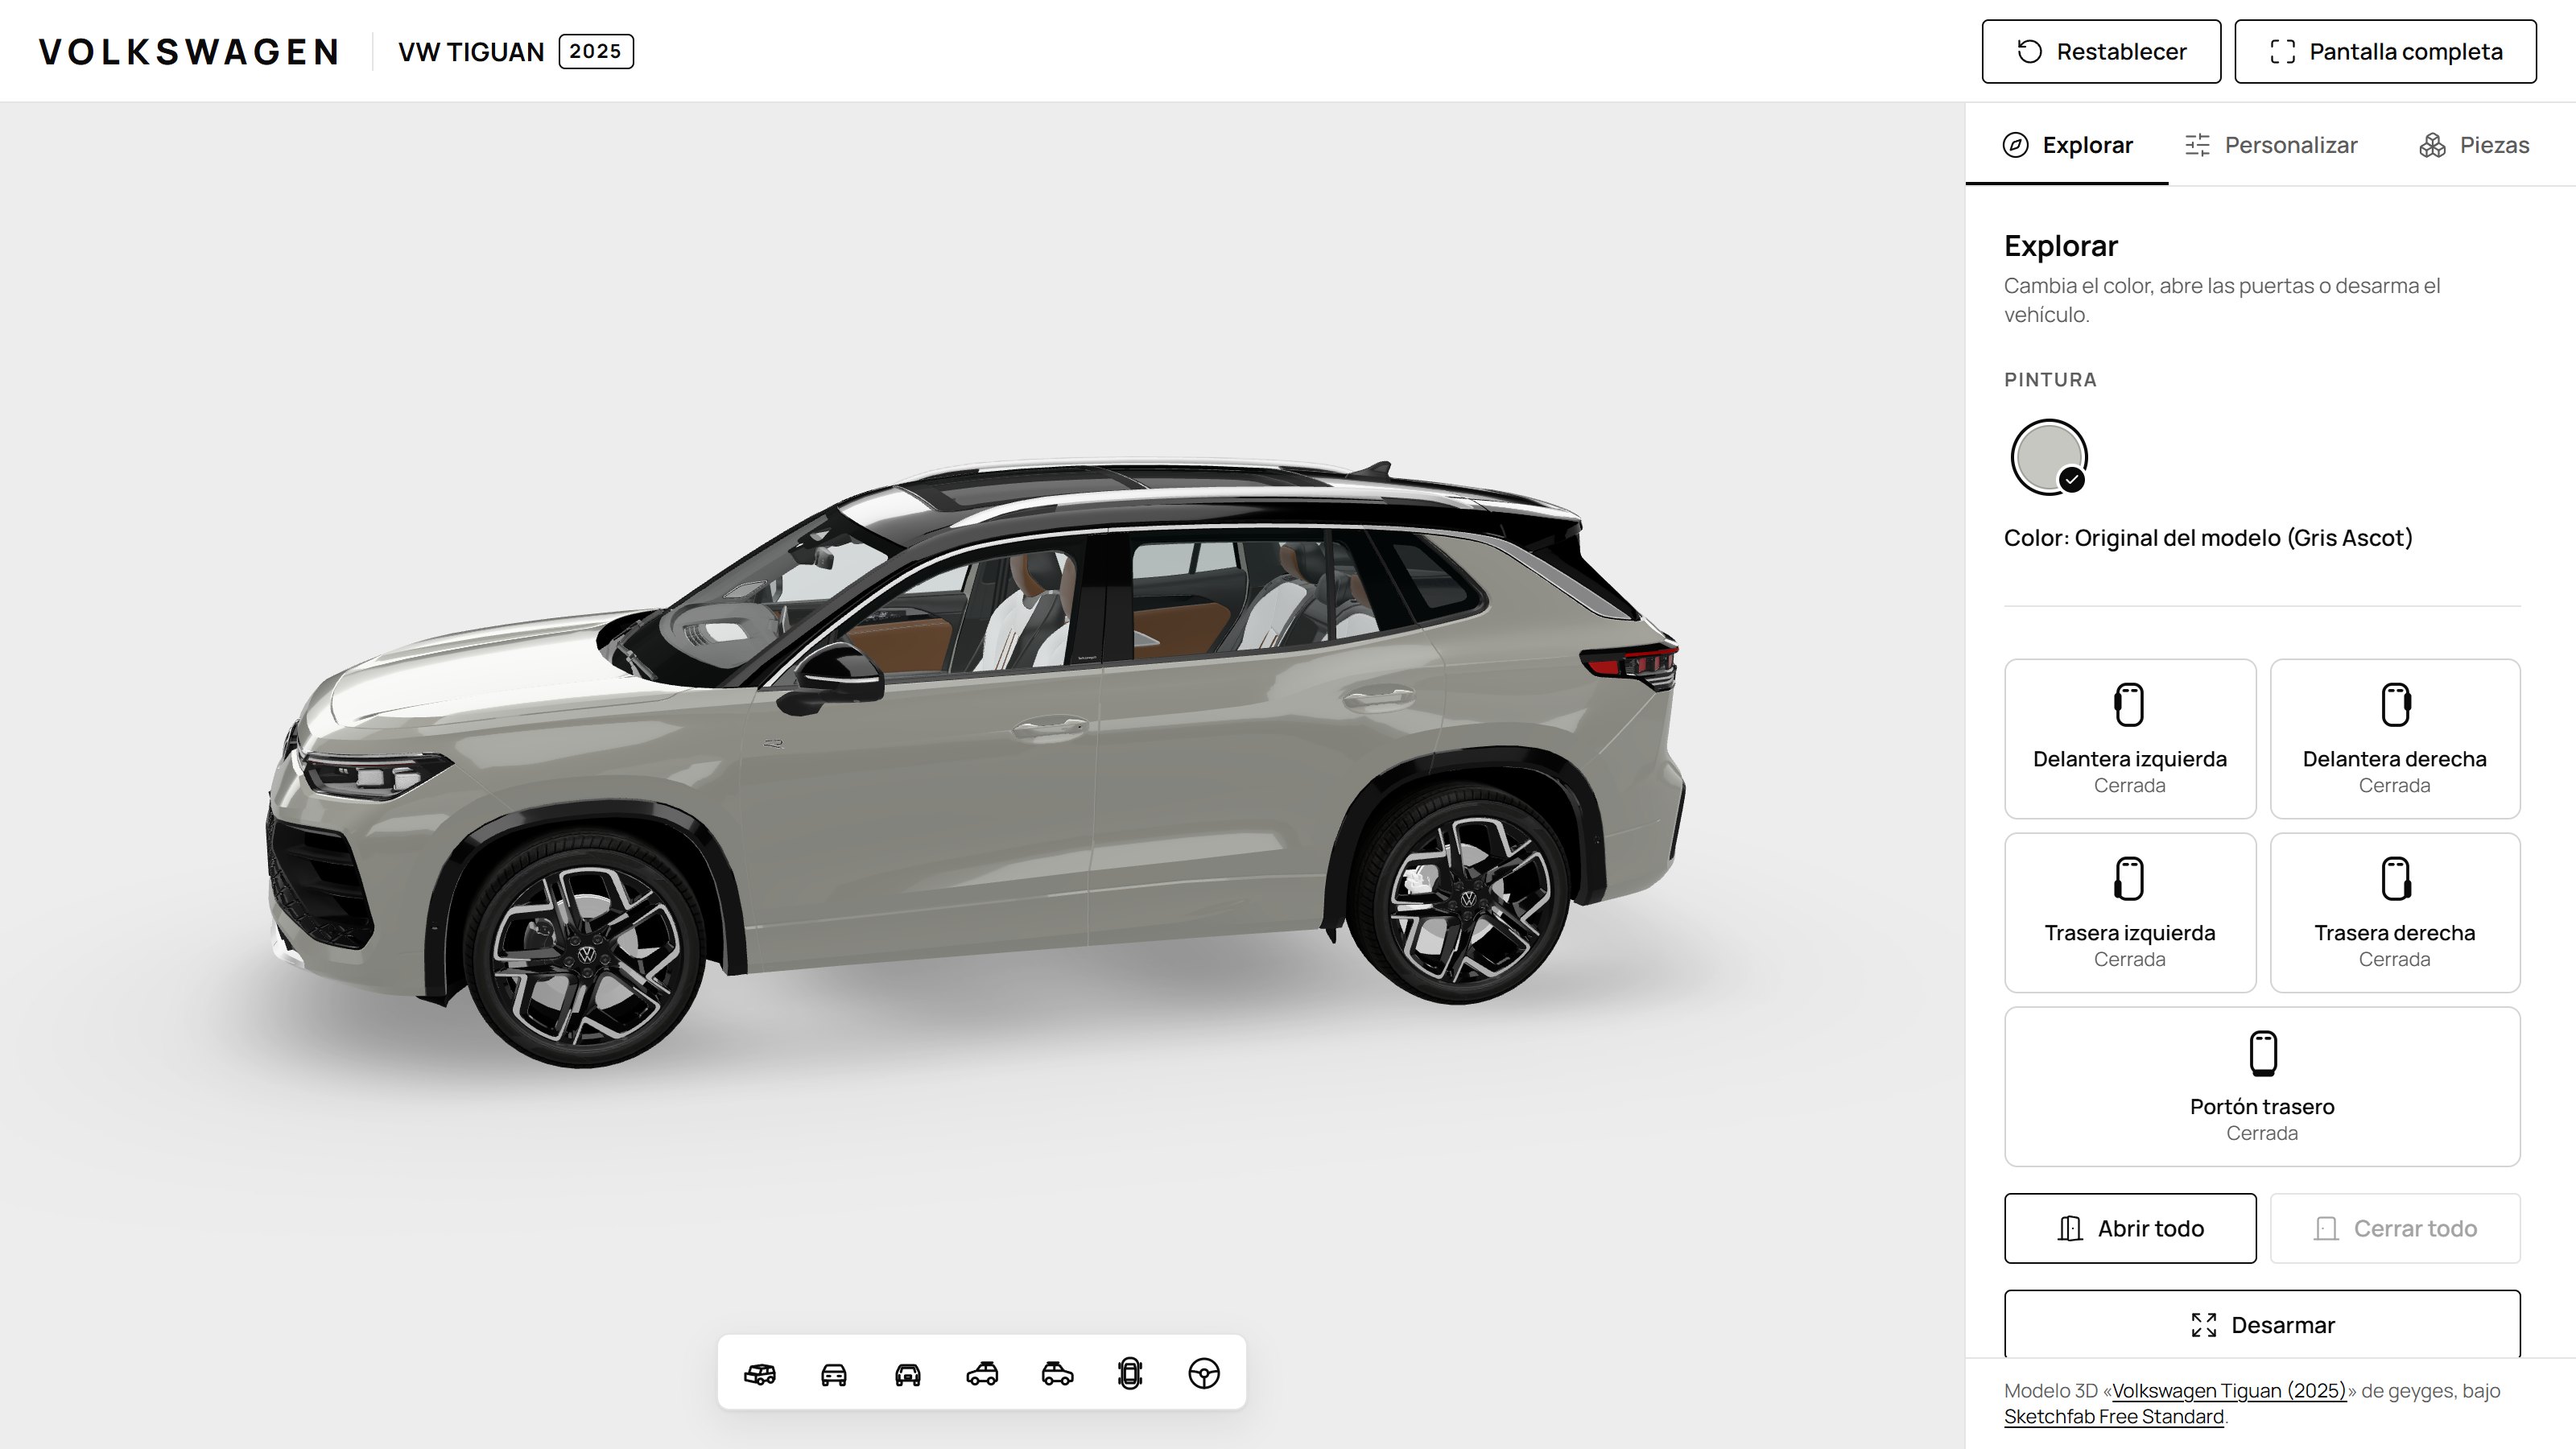 VOLKSWAGEN
VW TIGUAN
2025
Restablecer
Pantalla completa
Explorar
Personalizar
Piezas
Explorar
Cambia el color, abre las puertas o desarma el
vehículo.
PINTURA
Color: Original del modelo (Gris Ascot)
Delantera izquierda
Cerrada
Delantera derecha
Cerrada
Trasera izquierda
Cerrada
Trasera derecha
Cerrada
Portón trasero
Cerrada
Abrir todo
Cerrar todo
Desarmar
Modelo 3D «Volkswagen Tiguan (2025)» de geyges, bajo
Sketchfab Free Standard.